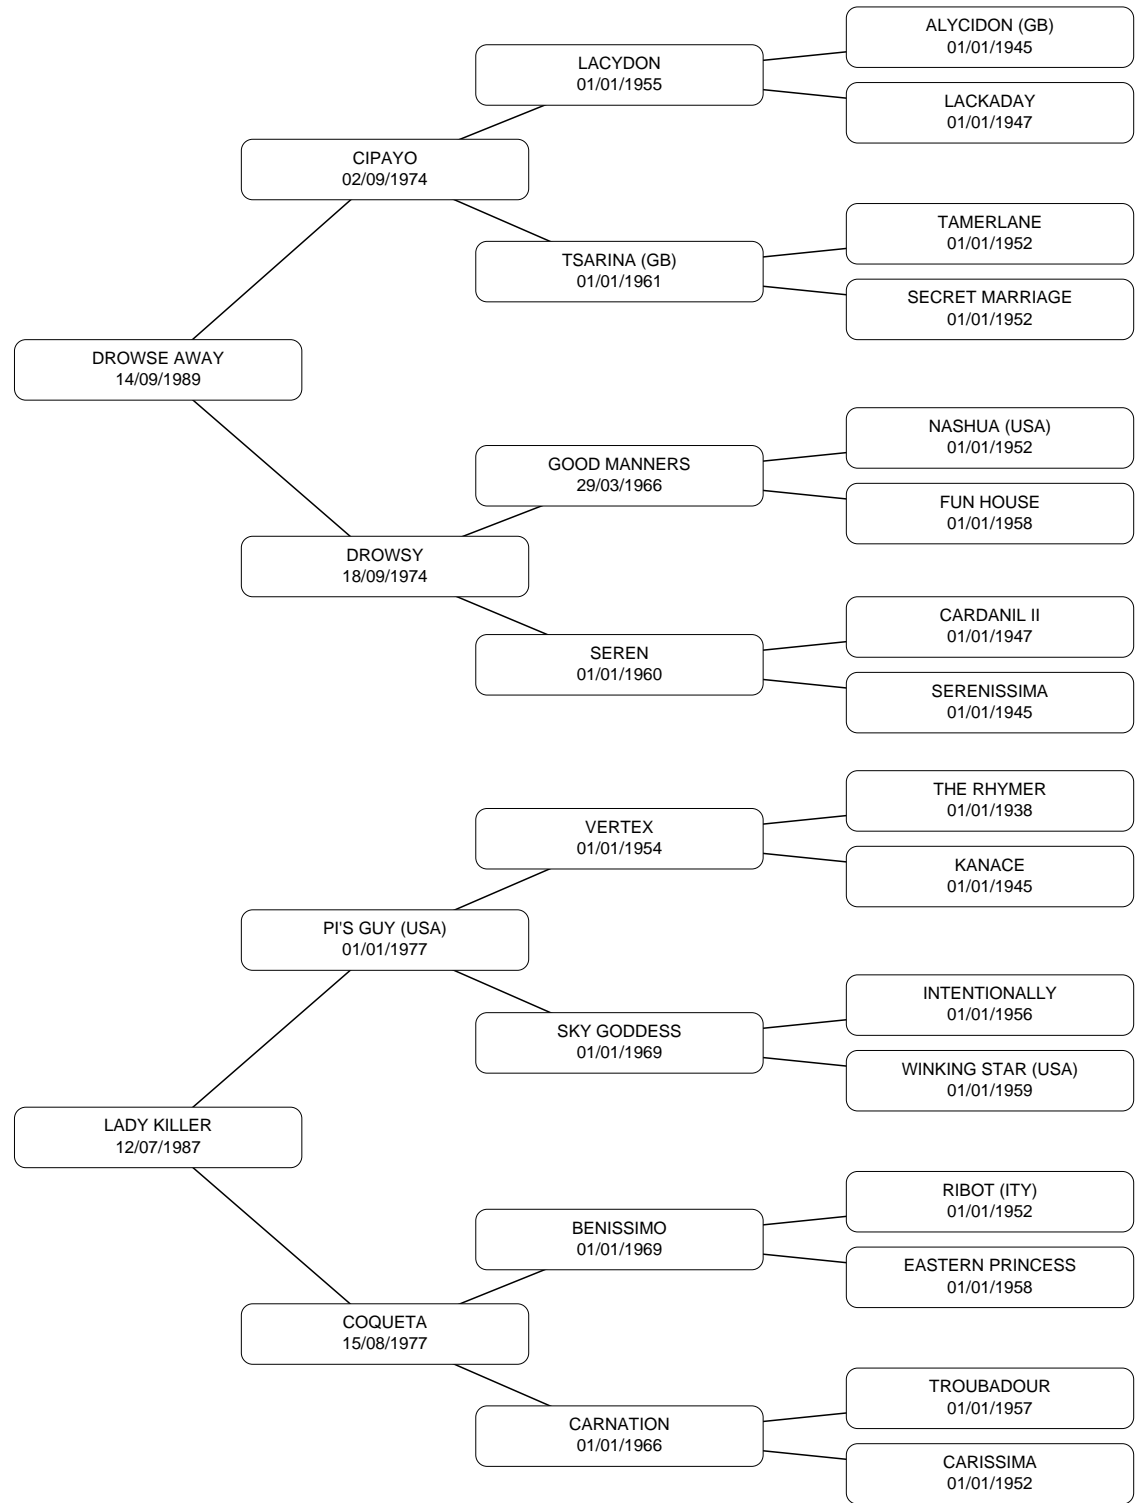 ALYCIDON (GB)
01/01/1945
LACYDON
01/01/1955
LACKADAY
01/01/1947
CIPAYO
02/09/1974
TAMERLANE
01/01/1952
TSARINA (GB)
01/01/1961
SECRET MARRIAGE
01/01/1952
DROWSE AWAY
14/09/1989
NASHUA (USA)
01/01/1952
GOOD MANNERS
29/03/1966
FUN HOUSE
01/01/1958
DROWSY
18/09/1974
CARDANIL II
01/01/1947
SEREN
01/01/1960
SERENISSIMA
01/01/1945
THE RHYMER
01/01/1938
VERTEX
01/01/1954
KANACE
01/01/1945
PI'S GUY (USA)
01/01/1977
INTENTIONALLY
01/01/1956
SKY GODDESS
01/01/1969
WINKING STAR (USA)
01/01/1959
LADY KILLER
12/07/1987
RIBOT (ITY)
01/01/1952
BENISSIMO
01/01/1969
EASTERN PRINCESS
01/01/1958
COQUETA
15/08/1977
TROUBADOUR
01/01/1957
CARNATION
01/01/1966
CARISSIMA
01/01/1952